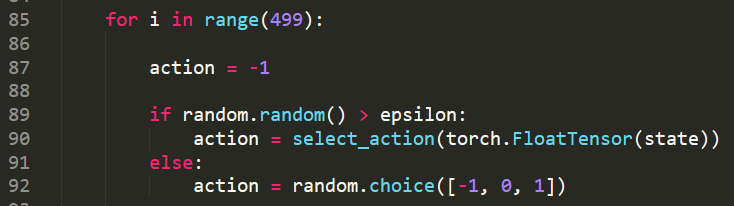 85 for i in range(499):
86
87 action = -1
88
89 if random.random() > epsilon:
90 action = select_action(torch.FloatTensor(state))
91 else:
92 action = random.choice([-1, 0, 1])